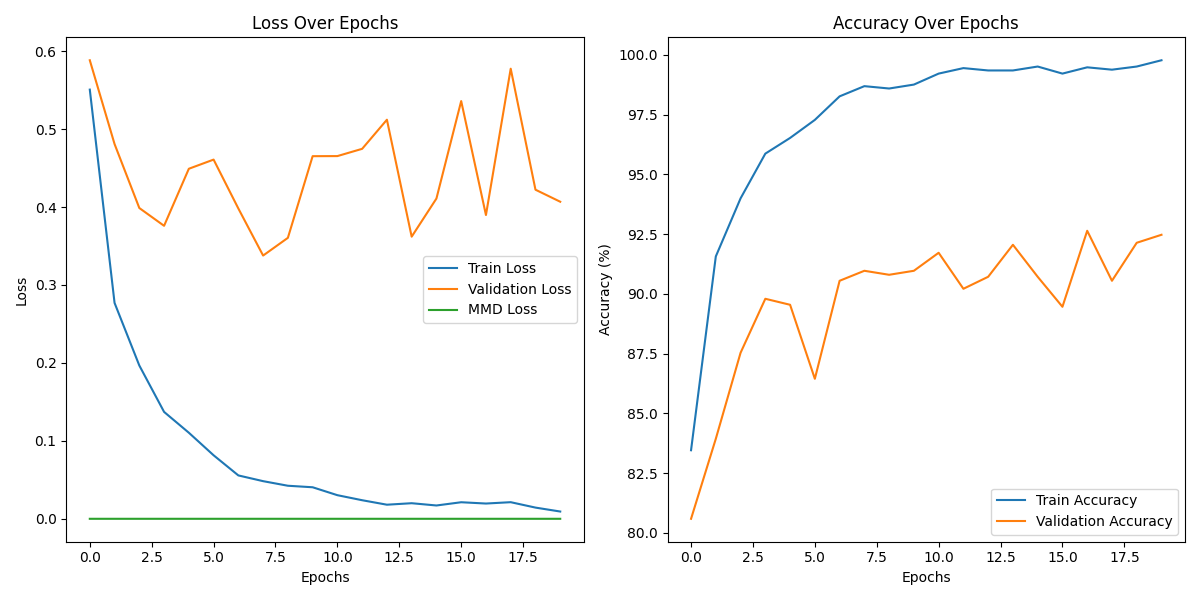 Loss Over Epochs
0.6
0.5
0.4
0.3
0.2
0.1
0.0
Loss
Train Loss
Validation Loss
MMD Loss
0.0 2.5 5.0 7.5 10.0 12.5 15.0 17.5
Epochs
Accuracy Over Epochs
100.0
97.5
95.0
92.5
90.0
87.5
85.0
82.5
80.0
Accuracy (%)
Train Accuracy
Validation Accuracy
0.0 2.5 5.0 7.5 10.0 12.5 15.0 17.5
Epochs